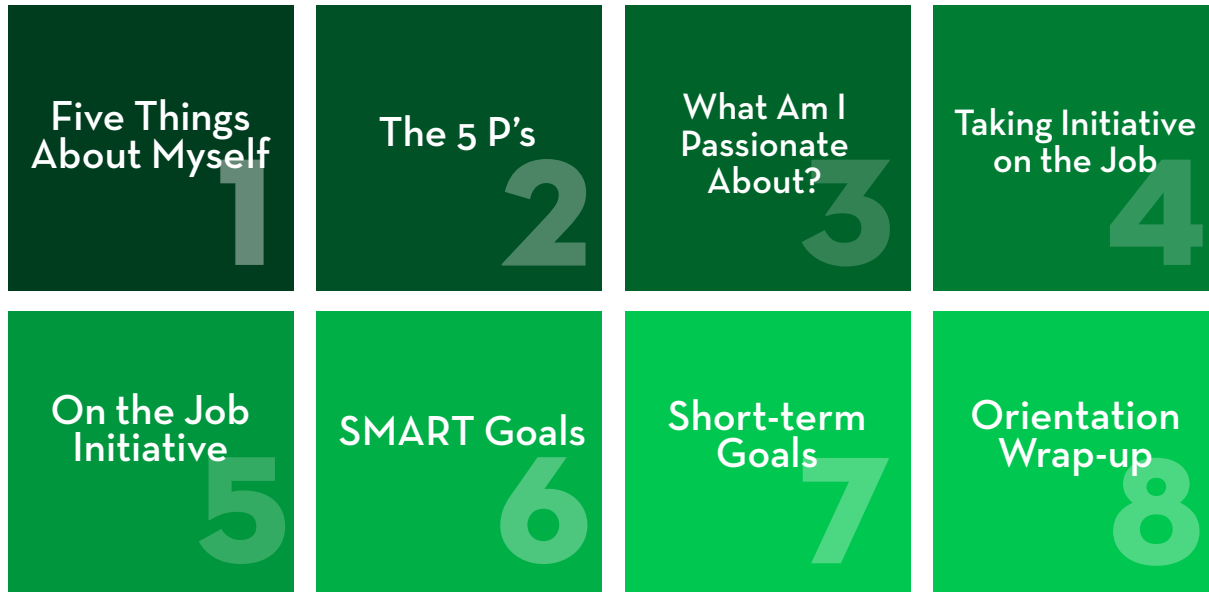 Five Things
About Myself
1
The 5 P's
2
What Am I
Passionate
About?
3
Taking Initiative
on the Job
4
On the Job
Initiative
5
SMART Goals
6
Short-term
Goals
7
Orientation
Wrap-up
8